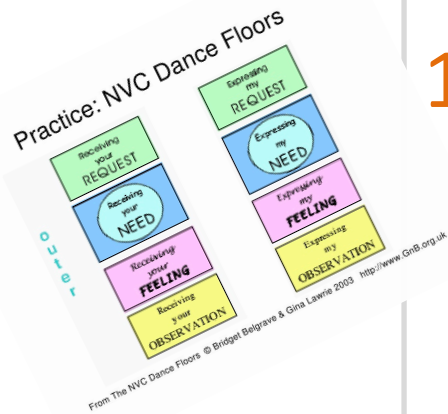 Practice: NVC Dance Floors
Receiving
your
REQUEST
Receiving
your
NEED
Receiving
your
FEELING
Receiving
your
OBSERVATION
outer
Expressing
my
REQUEST
Expressing
my
NEED
Expressing
my
FEELING
Expressing
my
OBSERVATION
From The NVC Dance Floors © Bridget Belgrave & Gina Lawrie 2003 http://www.GnB.org.uk
1